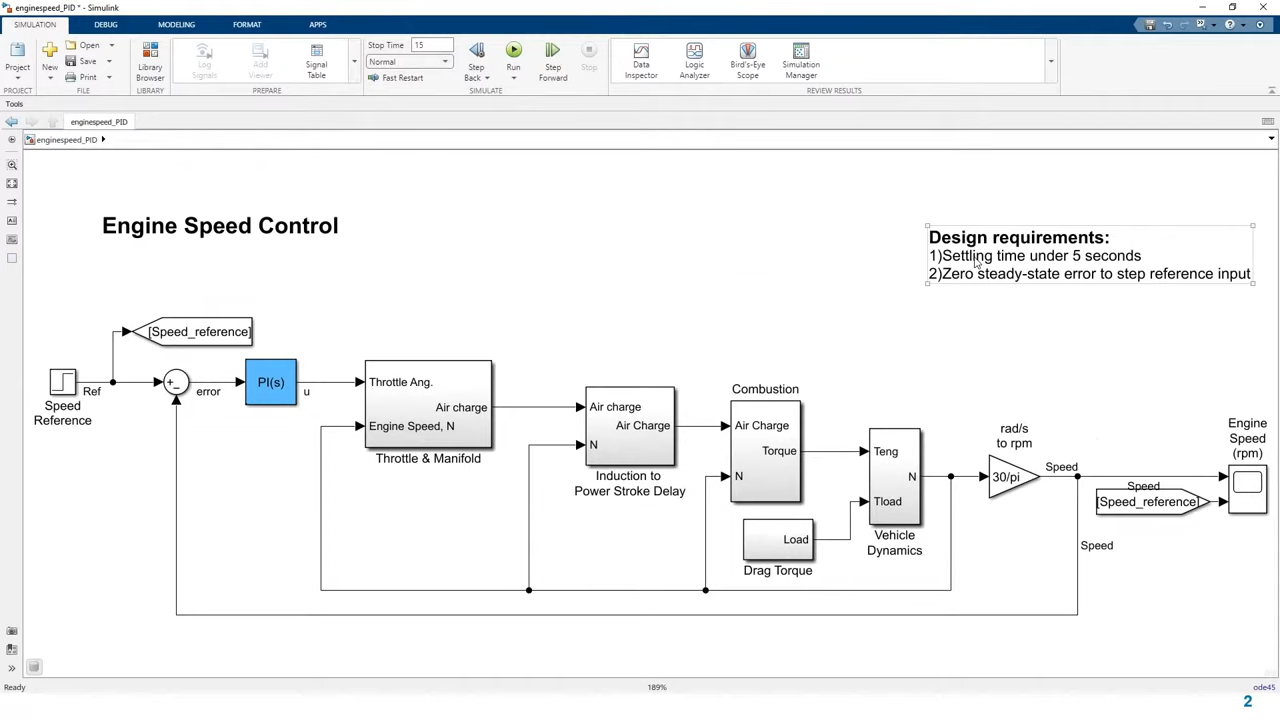 enginespeed_PID * - Simulink
SIMULATION
DEBUG
MODELING
FORMAT
APPS
Project
New
Open
Save
Print
Library
Browser
Log
Signals
Add
Viewer
Signal
Table
Stop Time 15
Normal
Fast Restart
Step
Back
Run
Step
Forward
Stop
Data
Inspector
Logic
Analyzer
Bird's-Eye
Scope
Simulation
Manager
PROJECT
FILE
LIBRARY
PREPARE
SIMULATE
REVIEW RESULTS
Tools
enginespeed_PID
enginespeed_PID
Engine Speed Control
Design requirements:
1)Settling time under 5 seconds
2)Zero steady-state error to step reference input
[Speed_reference]
Ref
Speed
Reference
+
-
error
PI(s)
u
Throttle Ang.
Air charge
Engine Speed, N
Throttle & Manifold
Air charge
Air Charge
N
Induction to
Power Stroke Delay
Combustion
Air Charge
Torque
N
Load
Drag Torque
Teng
N
Tload
Vehicle
Dynamics
rad/s
to rpm
30/pi
Speed
Speed
[Speed_reference]
Speed
Engine
Speed
(rpm)
Ready
189%
ode45
2